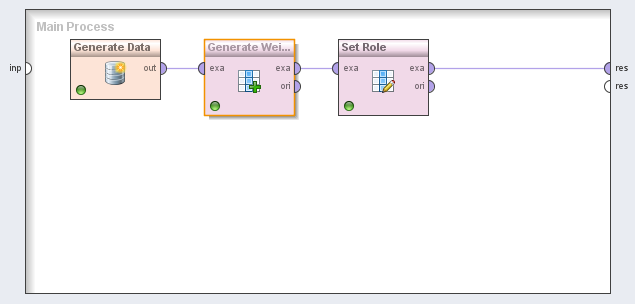 Main Process
Generate Data
Generate Wei...
Set Role
inp
out
exa
exa
exa
exa
res
ori
ori
res